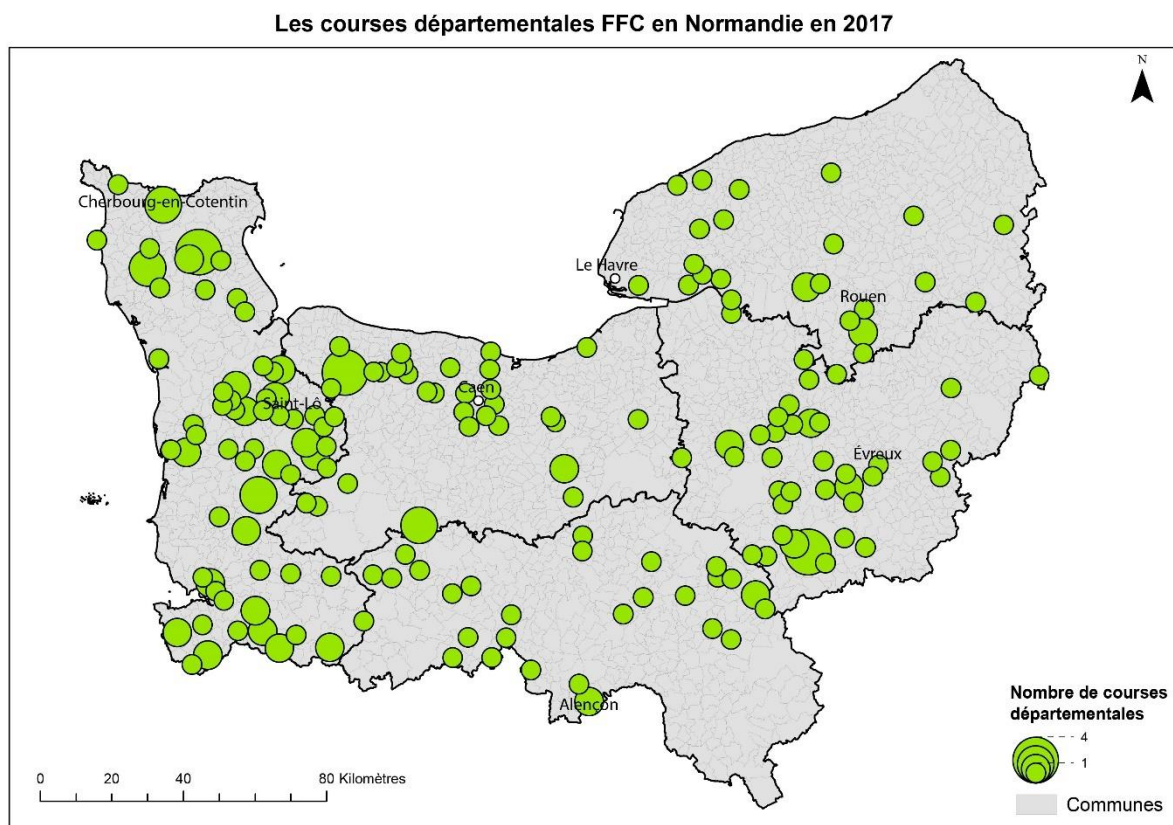 Les courses départementales FFC en Normandie en 2017
N
Cherbourg-en-Cotentin
Le Havre
Rouen
Caen
Saint-Lô
Évreux
Alençon
Nombre de courses
départementales
4
1
Communes
0 20 40 80 Kilomètres